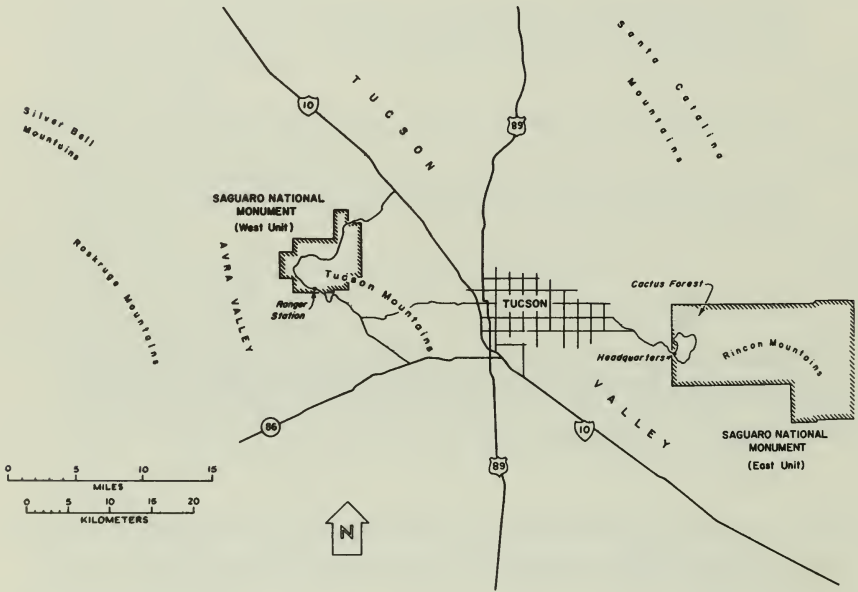 Santa Catalina
Mountains
TUCSON
10
89
Silver Bell
Mountains
SAGUARO NATIONAL
MONUMENT
(West Unit)
AVRA VALLEY
Roskruge Mountains
Tucson Mountains
Ranger
Station
TUCSON
Cactus Forest
Headquarters
Rincon Mountains
VALLEY
SAGUARO NATIONAL
MONUMENT
(East Unit)
86
10
89
0 5 10 15
MILES
0 5 10 16 20
KILOMETERS
N